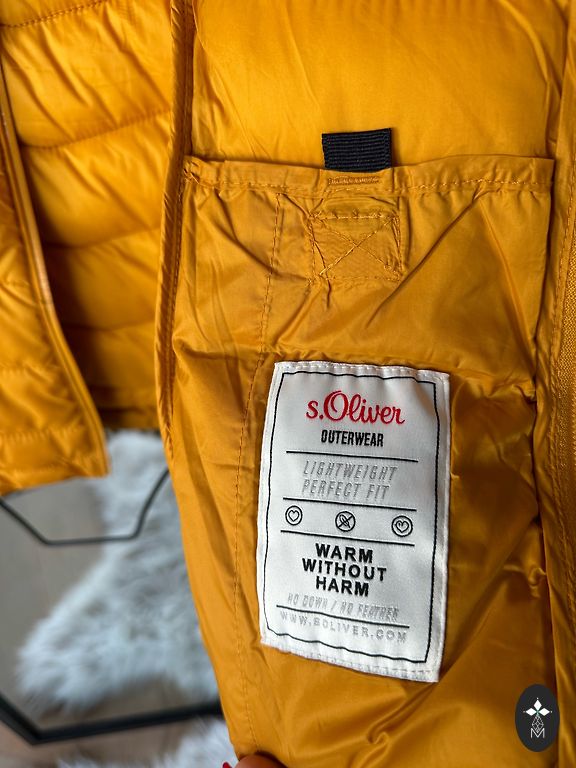 s.Oliver
OUTERWEAR
LIGHTWEIGHT
PERFECT FIT
WARM
WITHOUT
HARM
NO DOWN / NO FEATHER
WWW.SOLIVER.COM
M